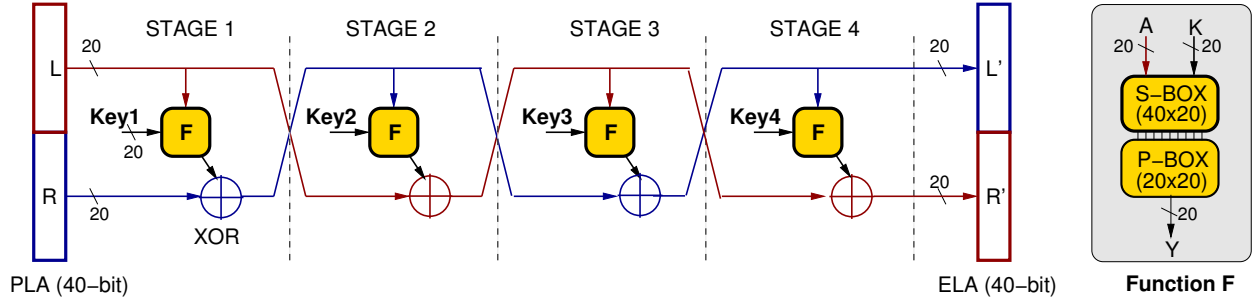 STAGE 1 STAGE 2 STAGE 3 STAGE 4
20 20
L L'
Key1 F Key2 F Key3 F Key4 F
20
R R'
20 20
XOR
PLA (40-bit) ELA (40-bit)
A K
20 20
S-BOX
(40x20)
P-BOX
(20x20)
20
Y
Function F